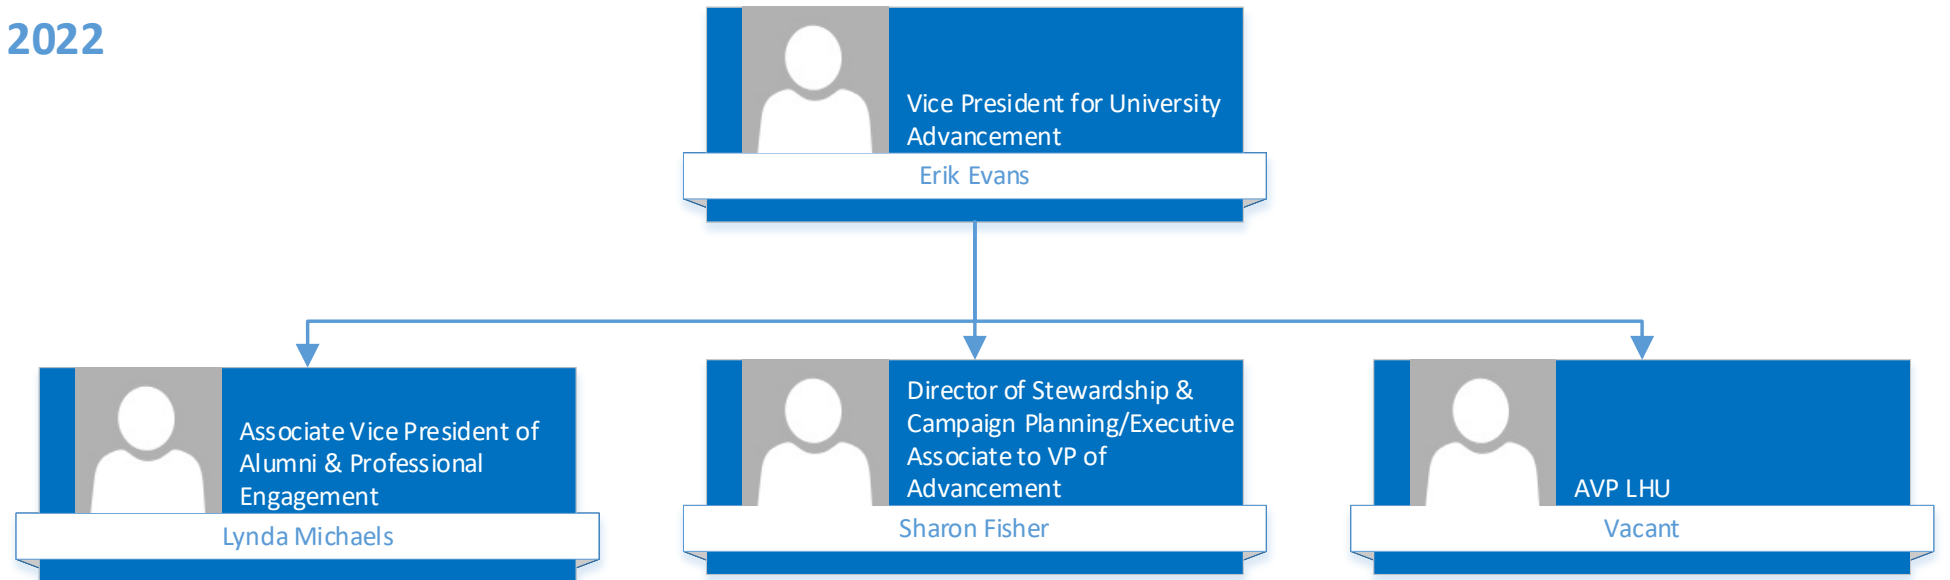 2022
Vice President for University
Advancement
Erik Evans
Associate Vice President of
Alumni & Professional
Engagement
Lynda Michaels
Director of Stewardship &
Campaign Planning/Executive
Associate to VP of
Advancement
Sharon Fisher
AVP LHU
Vacant